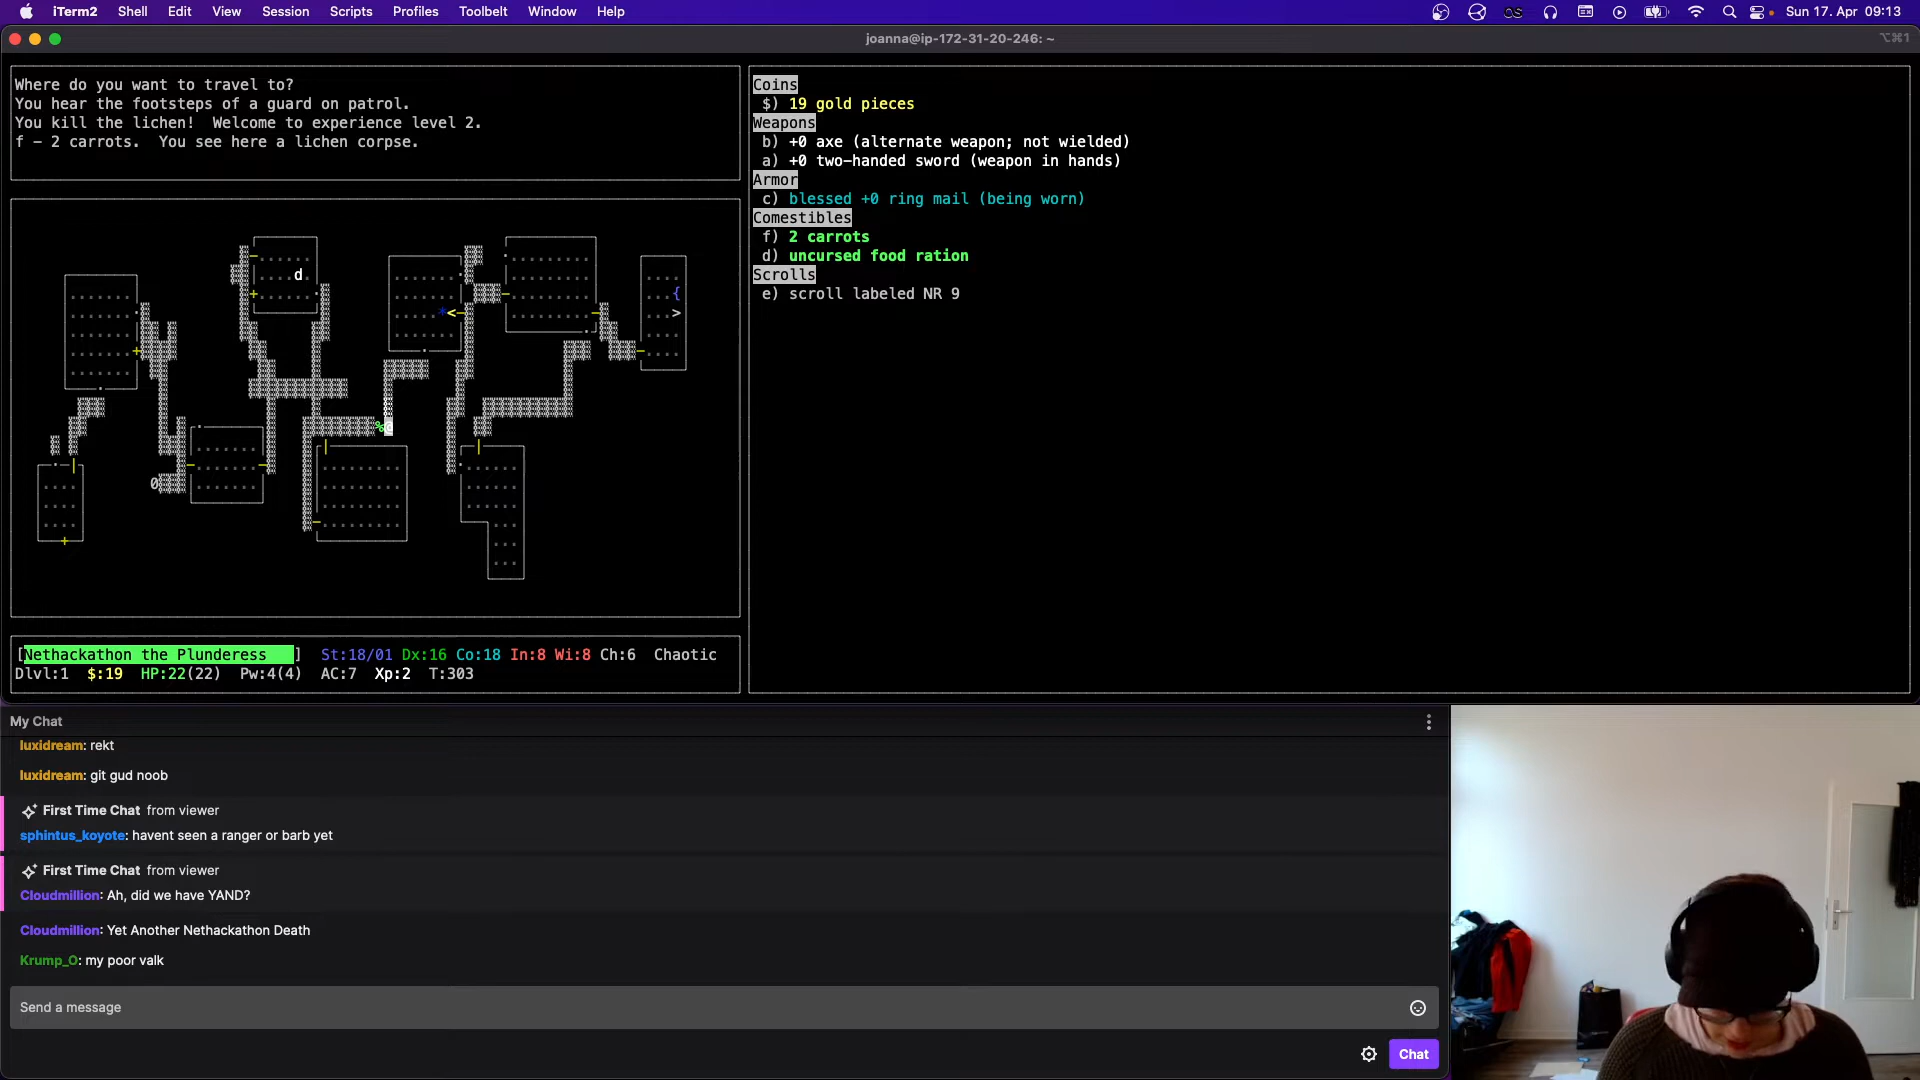 iTerm2 Shell Edit View Session Scripts Profiles Toolbelt Window Help Sun 17. Apr 09:13
joanna@ip-172-31-20-246: ~ ⌥⌘1
Where do you want to travel to?
You hear the footsteps of a guard on patrol.
You kill the lichen! Welcome to experience level 2.
f - 2 carrots. You see here a lichen corpse.
Coins
$) 19 gold pieces
Weapons
b) +0 axe (alternate weapon; not wielded)
a) +0 two-handed sword (weapon in hands)
Armor
c) blessed +0 ring mail (being worn)
Comestibles
f) 2 carrots
d) uncursed food ration
Scrolls
e) scroll labeled NR 9
[Nethackathon the Plunderess ] St:18/01 Dx:16 Co:18 In:8 Wi:8 Ch:6 Chaotic
Dlvl:1 $:19 HP:22(22) Pw:4(4) AC:7 Xp:2 T:303
My Chat
luxidream: rekt
luxidream: git gud noob
First Time Chat from viewer
sphintus_koyote: havent seen a ranger or barb yet
First Time Chat from viewer
Cloudmillion: Ah, did we have YAND?
Cloudmillion: Yet Another Nethackathon Death
Krump_O: my poor valk
Send a message
Chat